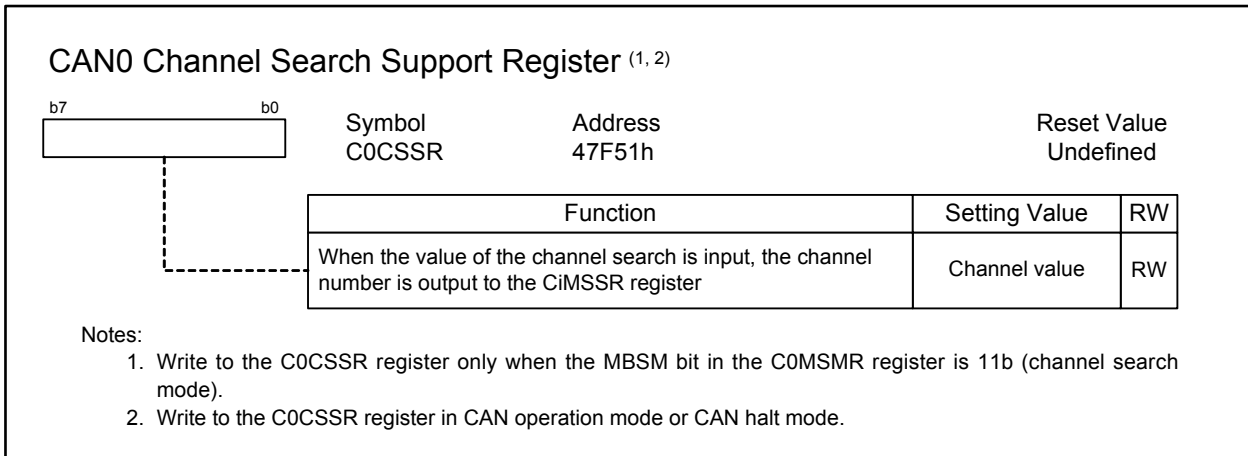 CAN0 Channel Search Support Register (1, 2)
b7 b0
Symbol Address Reset Value
C0CSSR 47F51h Undefined
Function Setting Value RW
When the value of the channel search is input, the channel
number is output to the CiMSSR register
Channel value RW
Notes:
1. Write to the C0CSSR register only when the MBSM bit in the C0MSMR register is 11b (channel search
mode).
2. Write to the C0CSSR register in CAN operation mode or CAN halt mode.